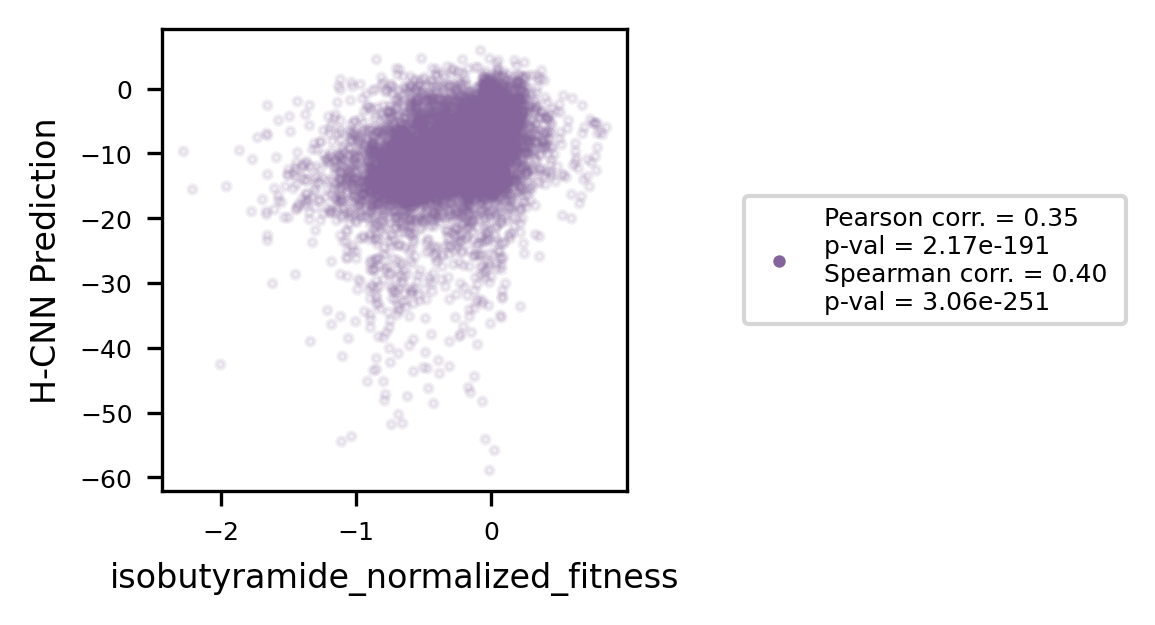 H-CNN Prediction
0
−10
−20
−30
−40
−50
−60
−2
−1
0
isobutyramide_normalized_fitness
Pearson corr. = 0.35
p-val = 2.17e-191
Spearman corr. = 0.40
p-val = 3.06e-251